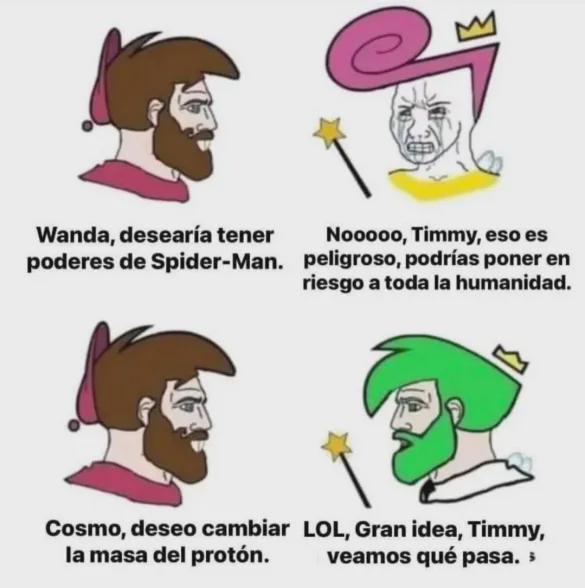 Wanda, desearía tener
poderes de Spider-Man.
Nooooo, Timmy, eso es
peligroso, podrías poner en
riesgo a toda la humanidad.
Cosmo, deseo cambiar
la masa del protón.
LOL, Gran idea, Timmy,
veamos qué pasa.